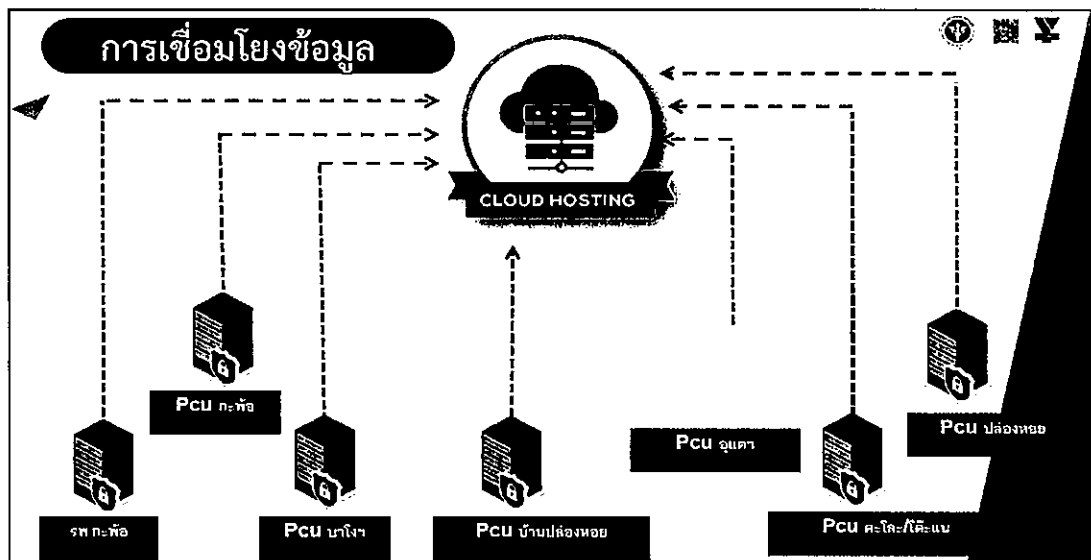 การเชื่อมโยงข้อมูล
CLOUD HOSTING
Pcu กะพ้อ
Pcu ปล่องหอย
Pcu อุแตฯ
รพ กะพ้อ
Pcu บาโงฯ
Pcu บ้านปล่องหอย
Pcu ตะโละ/โต๊ะแน